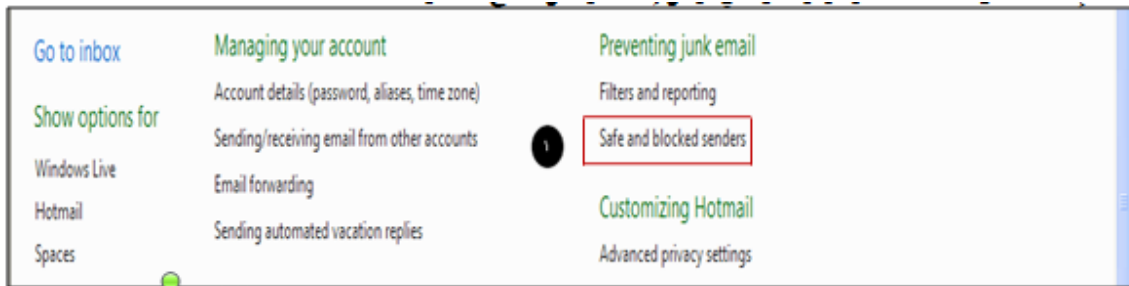 Go to inbox
Show options for
Windows Live
Hotmail
Spaces
Managing your account
Account details (password, aliases, time zone)
Sending/receiving email from other accounts
Email forwarding
Sending automated vacation replies
١
Preventing junk email
Filters and reporting
Safe and blocked senders
Customizing Hotmail
Advanced privacy settings